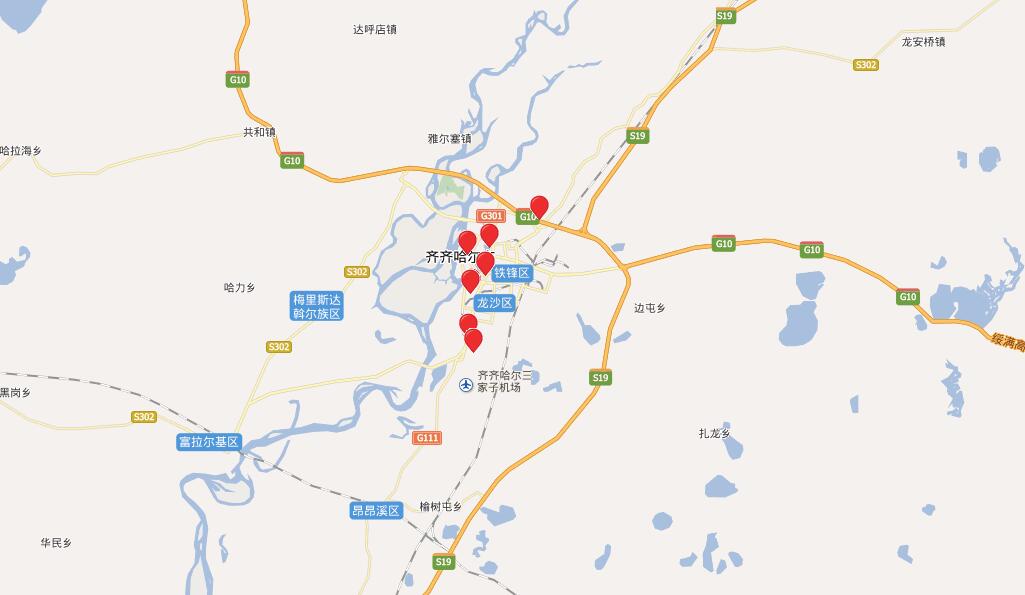 S19
达呼店镇
龙安桥镇
S302
G10
共和镇
S19
雅尔塞镇
哈拉海乡
G10
G301
G10
G10
G10
齐齐哈尔
铁锋区
S302
哈力乡
梅里斯达
斡尔族区
龙沙区
边屯乡
G10
绥满高
S302
齐齐哈尔三
家子机场
S19
黑岗乡
S302
扎龙乡
富拉尔基区
G111
昂昂溪区
榆树屯乡
华民乡
S19